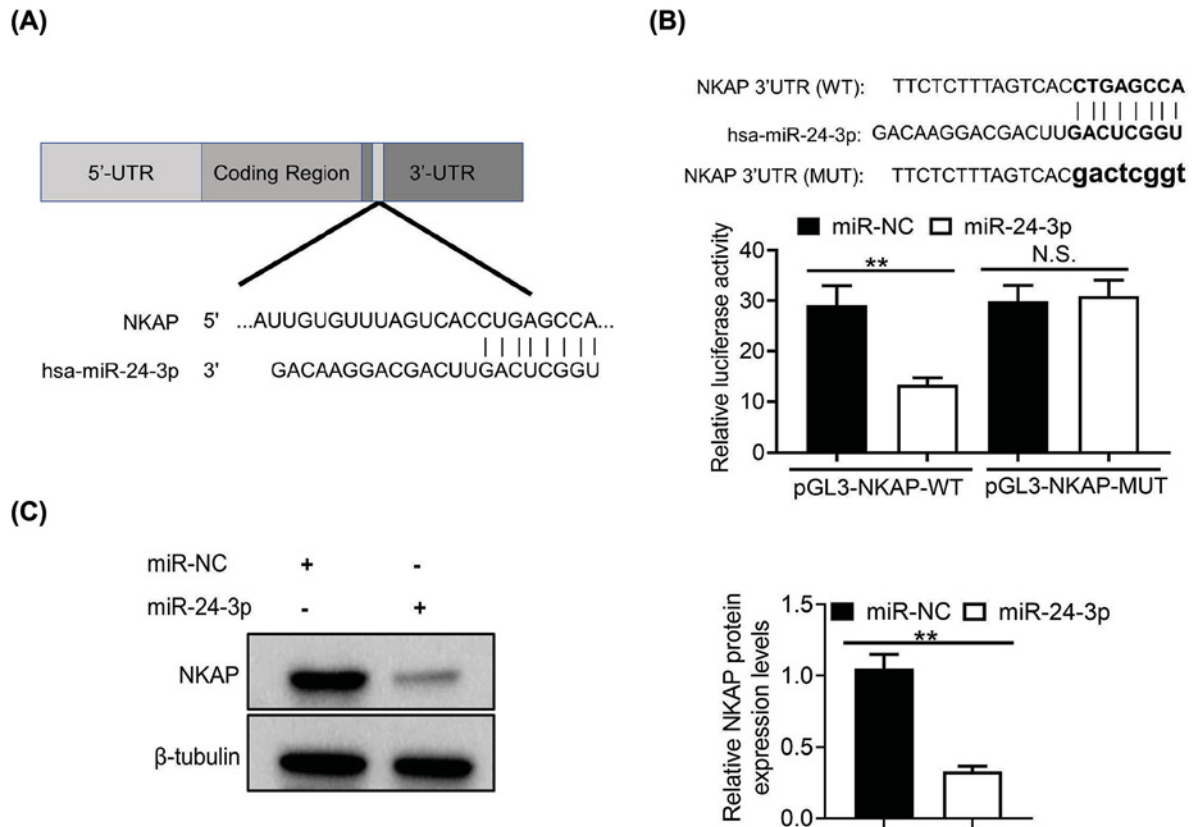 (A)
5'-UTR Coding Region 3'-UTR
NKAP 5' ...AUUGUGUUUAGUCACCUGAGCCA...
hsa-miR-24-3p 3' GACAAGGACGACUUGACUCGGU
(B)
NKAP 3'UTR (WT): TTCTCTTTAGTCACCTGAGCCA
hsa-miR-24-3p: GACAAGGACGACUUGACUCGGU
NKAP 3'UTR (MUT): TTCTCTTTAGTCACgactcggt
miR-NC miR-24-3p
Relative luciferase activity
40
30
20
10
0
**
N.S.
pGL3-NKAP-WT pGL3-NKAP-MUT
(C)
miR-NC + -
miR-24-3p - +
NKAP
β-tubulin
miR-NC miR-24-3p
Relative NKAP protein
expression levels
1.5
1.0
0.5
0.0
**